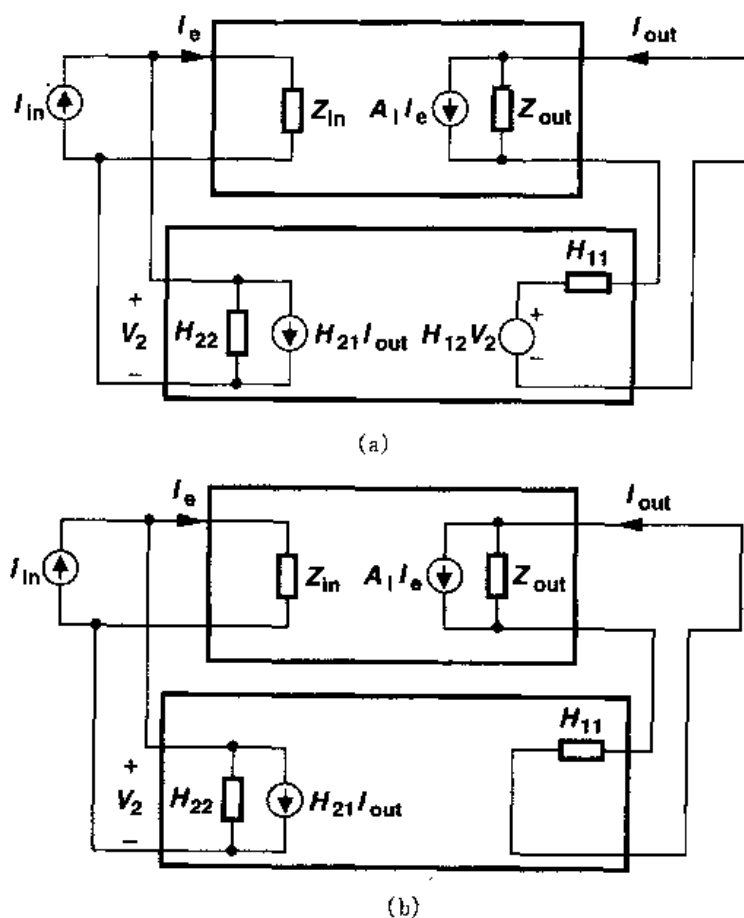 I_e
I_out
I_in
Z_in
A_I I_e
Z_out
H_11
+
V_2
−
H_22
H_21 I_out
H_12 V_2
+
−
(a)
I_e
I_out
I_in
Z_in
A_I I_e
Z_out
H_11
+
V_2
−
H_22
H_21 I_out
(b)